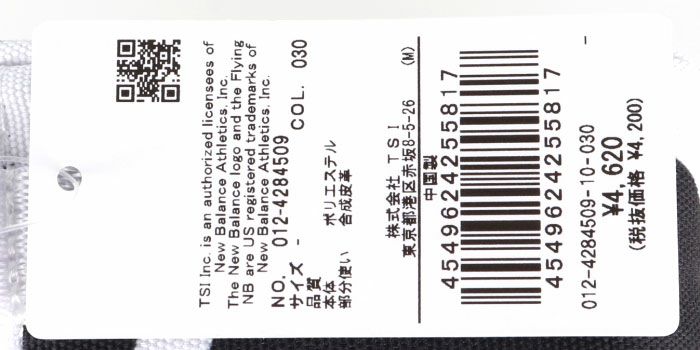 TSI Inc. is an authorized licensees of
New Balance Athletics, Inc.
The New Balance logo and the Flying
NB are US registered trademarks of
New Balance Athletics, Inc.
NO. 012-4284509 COL. 030
サイズ -
品質
本体 ポリエステル
部分使い 合成皮革
株式会社 TSI
東京都港区赤坂8-5-26 (M)
中国製
4549624255817
4549624255817
012-4284509-10-030 -
¥4,620
(税抜価格 ¥4,200)